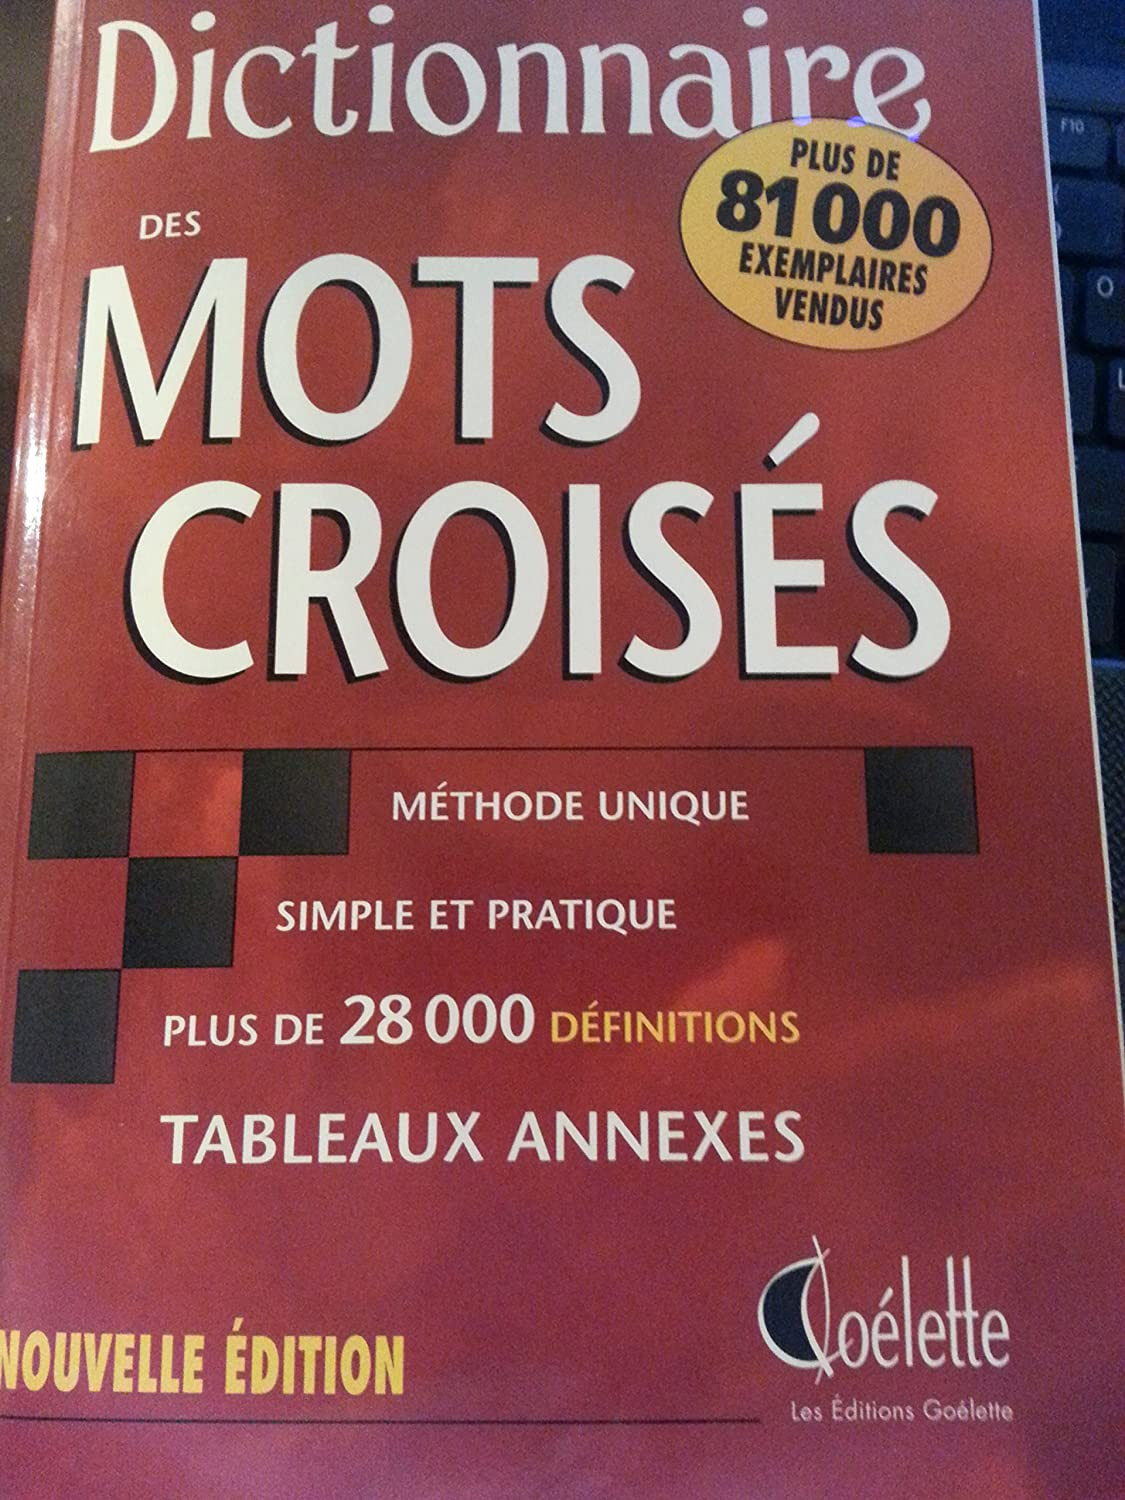 Dictionnaire
PLUS DE
81 000
EXEMPLAIRES
VENDUS
DES
MOTS
CROISÉS
MÉTHODE UNIQUE
SIMPLE ET PRATIQUE
PLUS DE 28 000 DÉFINITIONS
TABLEAUX ANNEXES
NOUVELLE ÉDITION
Goélette
Les Éditions Goélette
F10
O
L